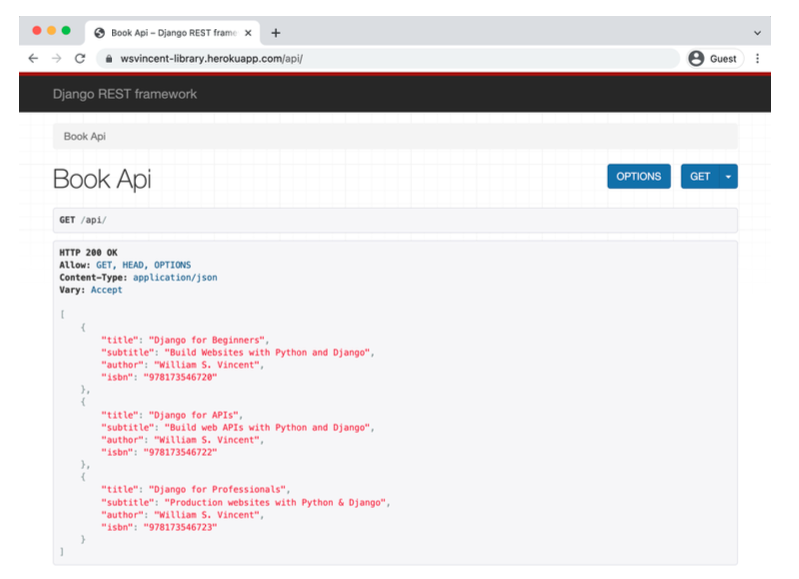 Book Api – Django REST frame
Guest
wsvincent-library.herokuapp.com/api/
Django REST framework
Book Api
Book Api
OPTIONS
GET
GET /api/
HTTP 200 OK
Allow: GET, HEAD, OPTIONS
Content-Type: application/json
Vary: Accept
[
{
"title": "Django for Beginners",
"subtitle": "Build Websites with Python and Django",
"author": "William S. Vincent",
"isbn": "978173546720"
},
{
"title": "Django for APIs",
"subtitle": "Build web APIs with Python and Django",
"author": "William S. Vincent",
"isbn": "978173546722"
},
{
"title": "Django for Professionals",
"subtitle": "Production websites with Python & Django",
"author": "William S. Vincent",
"isbn": "978173546723"
}
]